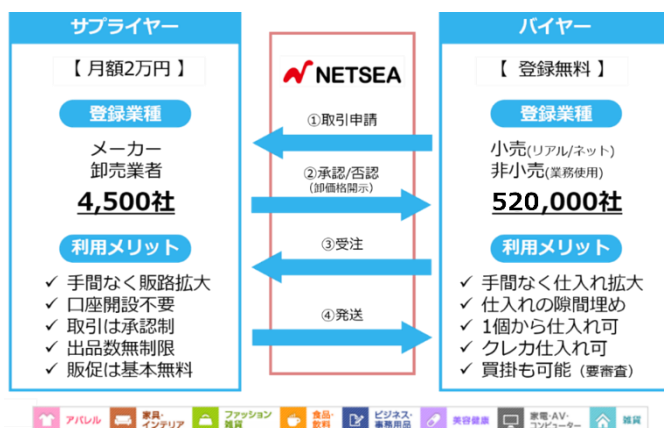 サプライヤー
【 月額2万円 】
登録業種
メーカー
卸売業者
4,500社
利用メリット
✓ 手間なく販路拡大
✓ 口座開設不要
✓ 取引は承認制
✓ 出品数無制限
✓ 販促は基本無料
NETSEA
①取引申請
②承認/否認
(卸価格開示)
③受注
④発送
バイヤー
【 登録無料 】
登録業種
小売(リアル/ネット)
非小売(業務使用)
520,000社
利用メリット
✓ 手間なく仕入れ拡大
✓ 仕入れの隙間埋め
✓ 1個から仕入れ可
✓ クレカ仕入れ可
✓ 買掛も可能（要審査）
アパレル
家具・
インテリア
ファッション
雑貨
食品・
飲料
ビジネス・
事務用品
美容健康
家電・AV・
コンピューター
雑貨